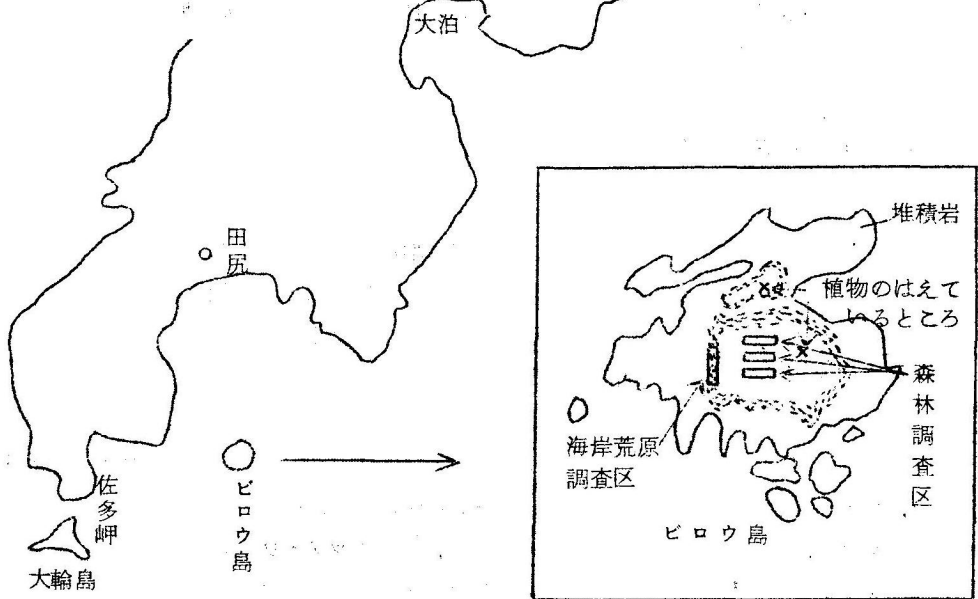 大泊
田尻
佐多岬
大輪島
ビロウ島
堆積岩
植物のはえて
いるところ
森林調査区
海岸荒原
調査区
ビロウ島